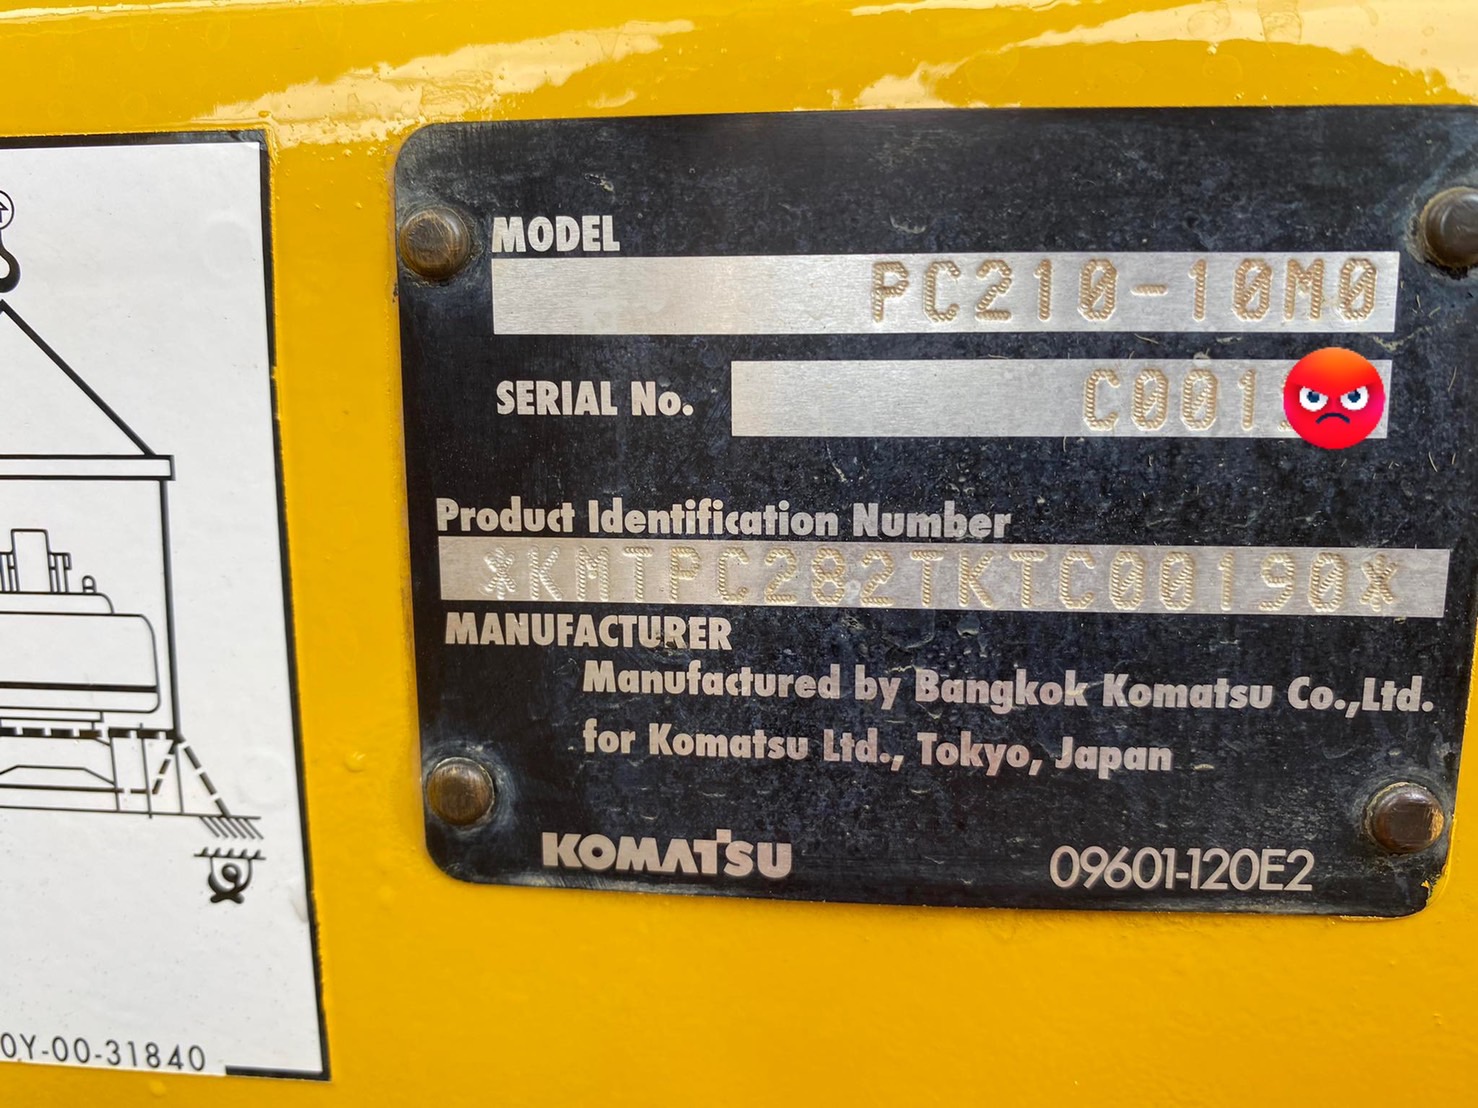 MODEL
PC210-10M0
SERIAL No.
C001
Product Identification Number
*KMTPC282TKTC00190*
MANUFACTURER
Manufactured by Bangkok Komatsu Co.,Ltd.
for Komatsu Ltd., Tokyo, Japan
KOMATSU
09601-120E2
0Y-00-31840